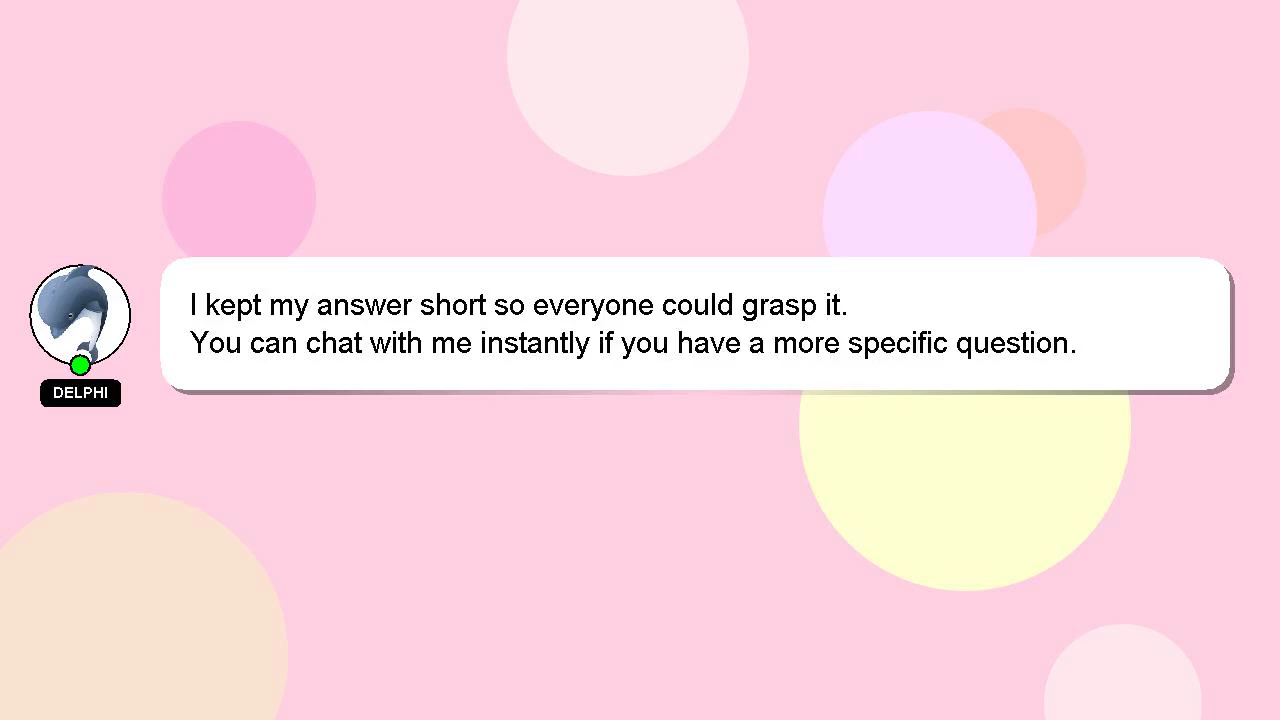 I kept my answer short so everyone could grasp it.
You can chat with me instantly if you have a more specific question.
DELPHI